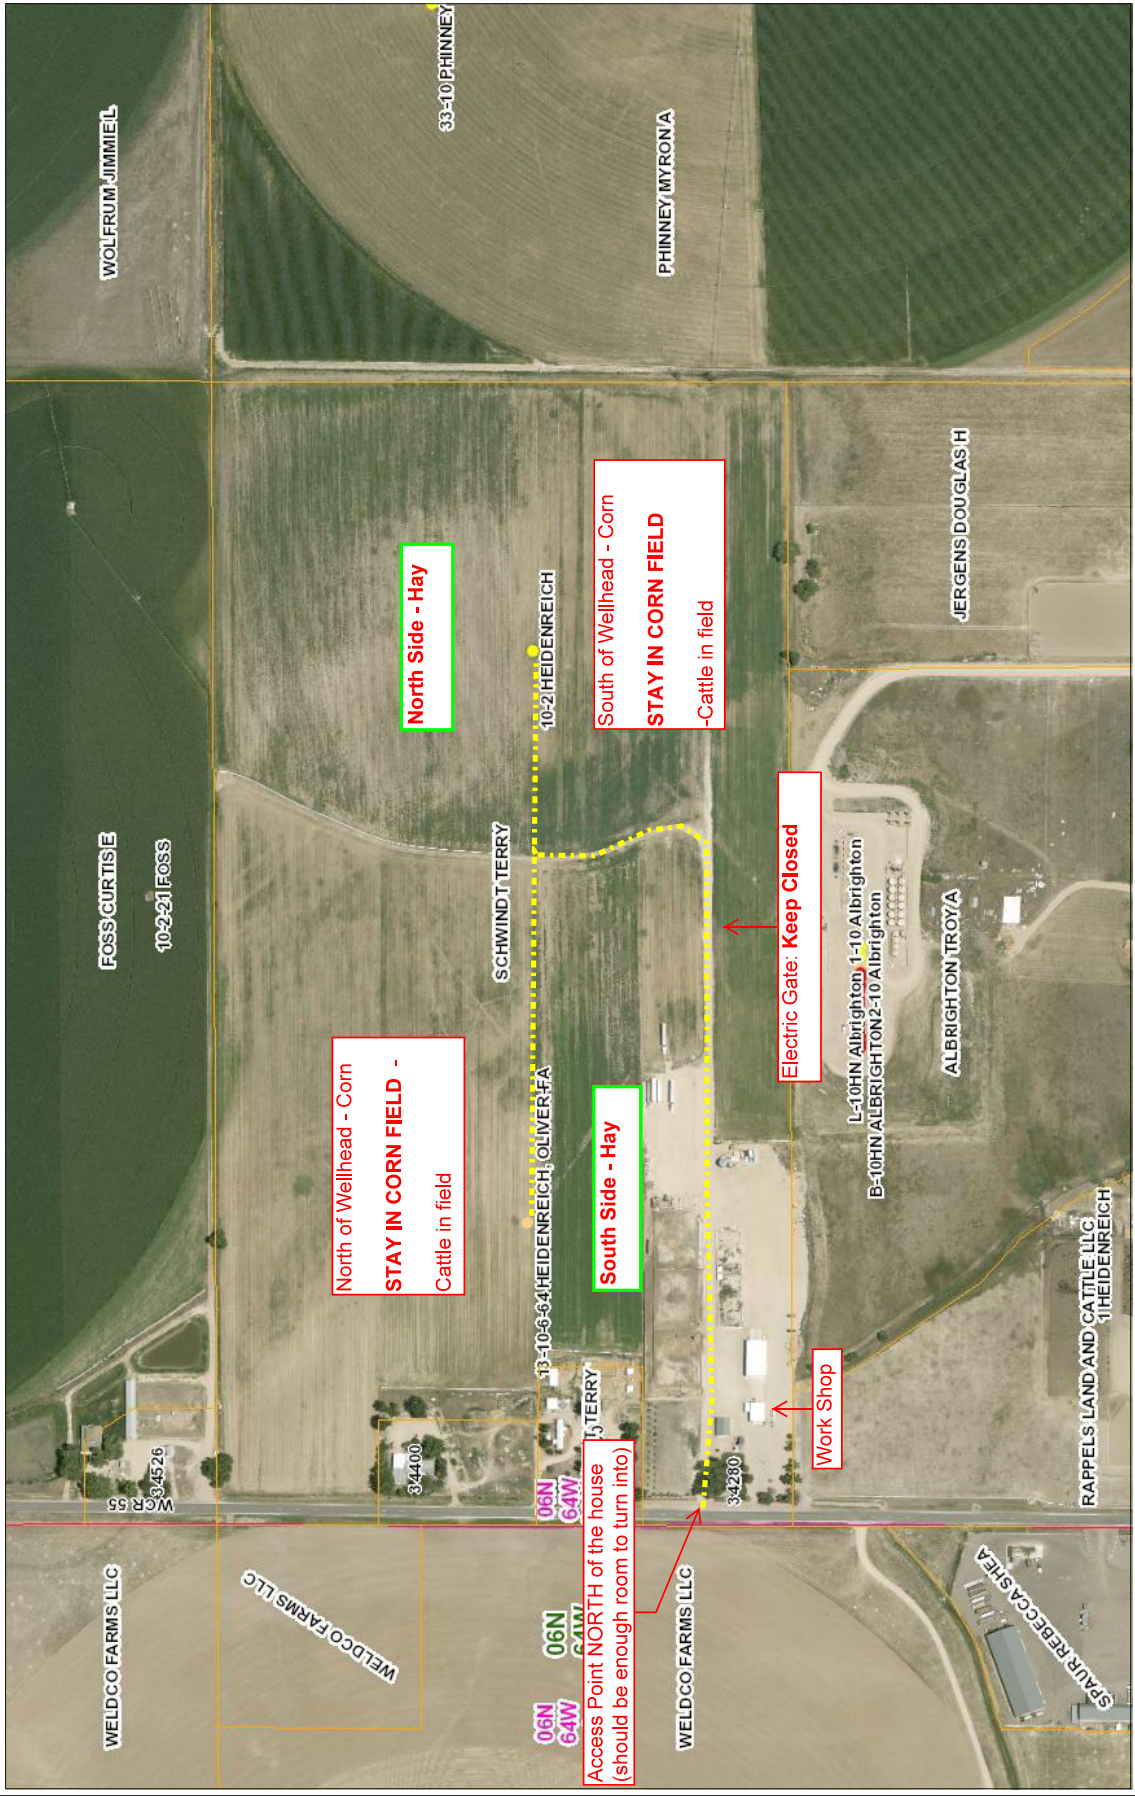 WOLFRUM JIMMIE L
33-10 PHINNEY
PHINNEY MYRON A
FOSS CURTIS E
10-2-21 FOSS
North Side - Hay
10-2 HEIDENREICH
South of Wellhead - Corn
STAY IN CORN FIELD
-Cattle in field
JERGENS DOUGLAS H
SCHWINDT TERRY
Electric Gate: Keep Closed
L-10HN Albrighton 1-10 Albrighton
B-10HN ALBRIGHTON2-10 Albrighton
ALBRIGHTON TROY A
North of Wellhead - Corn
STAY IN CORN FIELD -
Cattle in field
13-10-6-64 HEIDENREICH, OLIVER-FA
South Side - Hay
RAPPELS LAND AND CATTLE LLC
1 HEIDENREICH
34526
WCR 55
34400
TERRY
34280
Work Shop
06N
64W
Access Point NORTH of the house
(should be enough room to turn into)
WELDCO FARMS LLC
WELDCO FARMS LLC
06N
64W
06N
64W
WELDCO FARMS LLC
SPAUR REBECCA SHEA